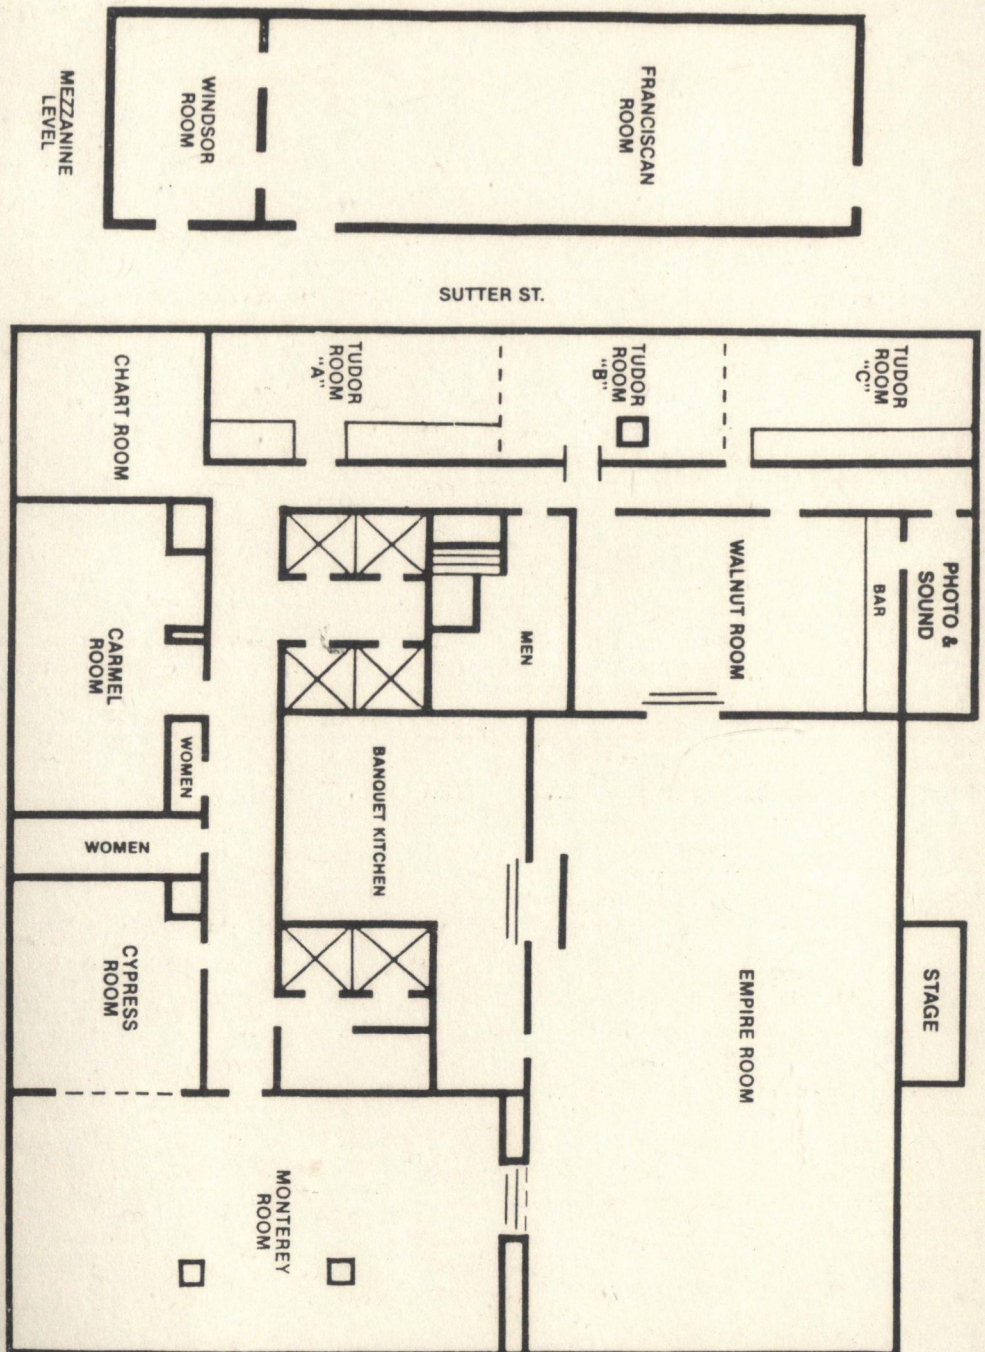 MEZZANINE
LEVEL
WINDSOR
ROOM
FRANCISCAN
ROOM
SUTTER ST.
CHART ROOM
TUDOR
ROOM
"A"
TUDOR
ROOM
"B"
TUDOR
ROOM
"C"
CARMEL
ROOM
MEN
WALNUT ROOM
BAR
PHOTO &
SOUND
WOMEN
WOMEN
BANQUET KITCHEN
CYPRESS
ROOM
EMPIRE ROOM
STAGE
MONTEREY
ROOM